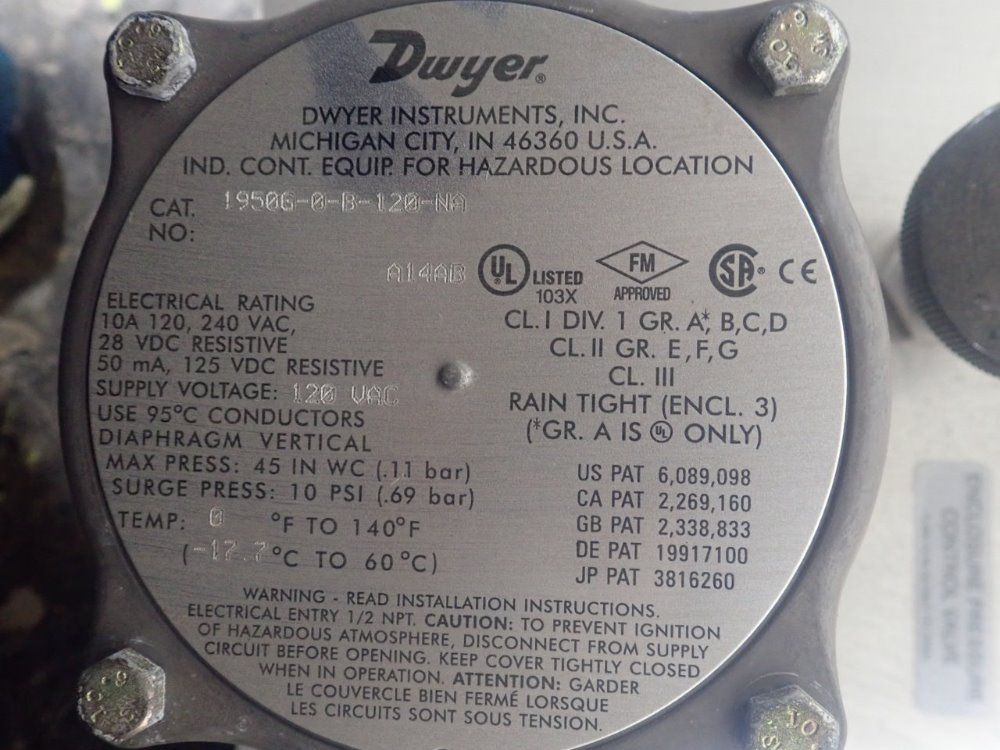 Dwyer®
DWYER INSTRUMENTS, INC.
MICHIGAN CITY, IN 46360 U.S.A.
IND. CONT. EQUIP. FOR HAZARDOUS LOCATION
CAT. NO: 1950G-0-B-120-NA
A14AB
UL LISTED 103X
FM APPROVED
SA
CE
ELECTRICAL RATING
10A 120, 240 VAC,
28 VDC RESISTIVE
50 mA, 125 VDC RESISTIVE
SUPPLY VOLTAGE: 120 VAC
USE 95°C CONDUCTORS
DIAPHRAGM VERTICAL
MAX PRESS: 45 IN WC (.11 bar)
SURGE PRESS: 10 PSI (.69 bar)
TEMP: 0 °F TO 140°F
(-17.7°C TO 60°C)
CL. I DIV. 1 GR. A*, B,C,D
CL. II GR. E,F,G
CL. III
RAIN TIGHT (ENCL. 3)
(*GR. A IS UL ONLY)
US PAT 6,089,098
CA PAT 2,269,160
GB PAT 2,338,833
DE PAT 19917100
JP PAT 3816260
WARNING - READ INSTALLATION INSTRUCTIONS.
ELECTRICAL ENTRY 1/2 NPT. CAUTION: TO PREVENT IGNITION
OF HAZARDOUS ATMOSPHERE, DISCONNECT FROM SUPPLY
CIRCUIT BEFORE OPENING. KEEP COVER TIGHTLY CLOSED
WHEN IN OPERATION. ATTENTION: GARDER
LE COUVERCLE BIEN FERMÉ LORSQUE
LES CIRCUITS SONT SOUS TENSION.
ENCLOSURE PRESSURE
CONTROL VALVE